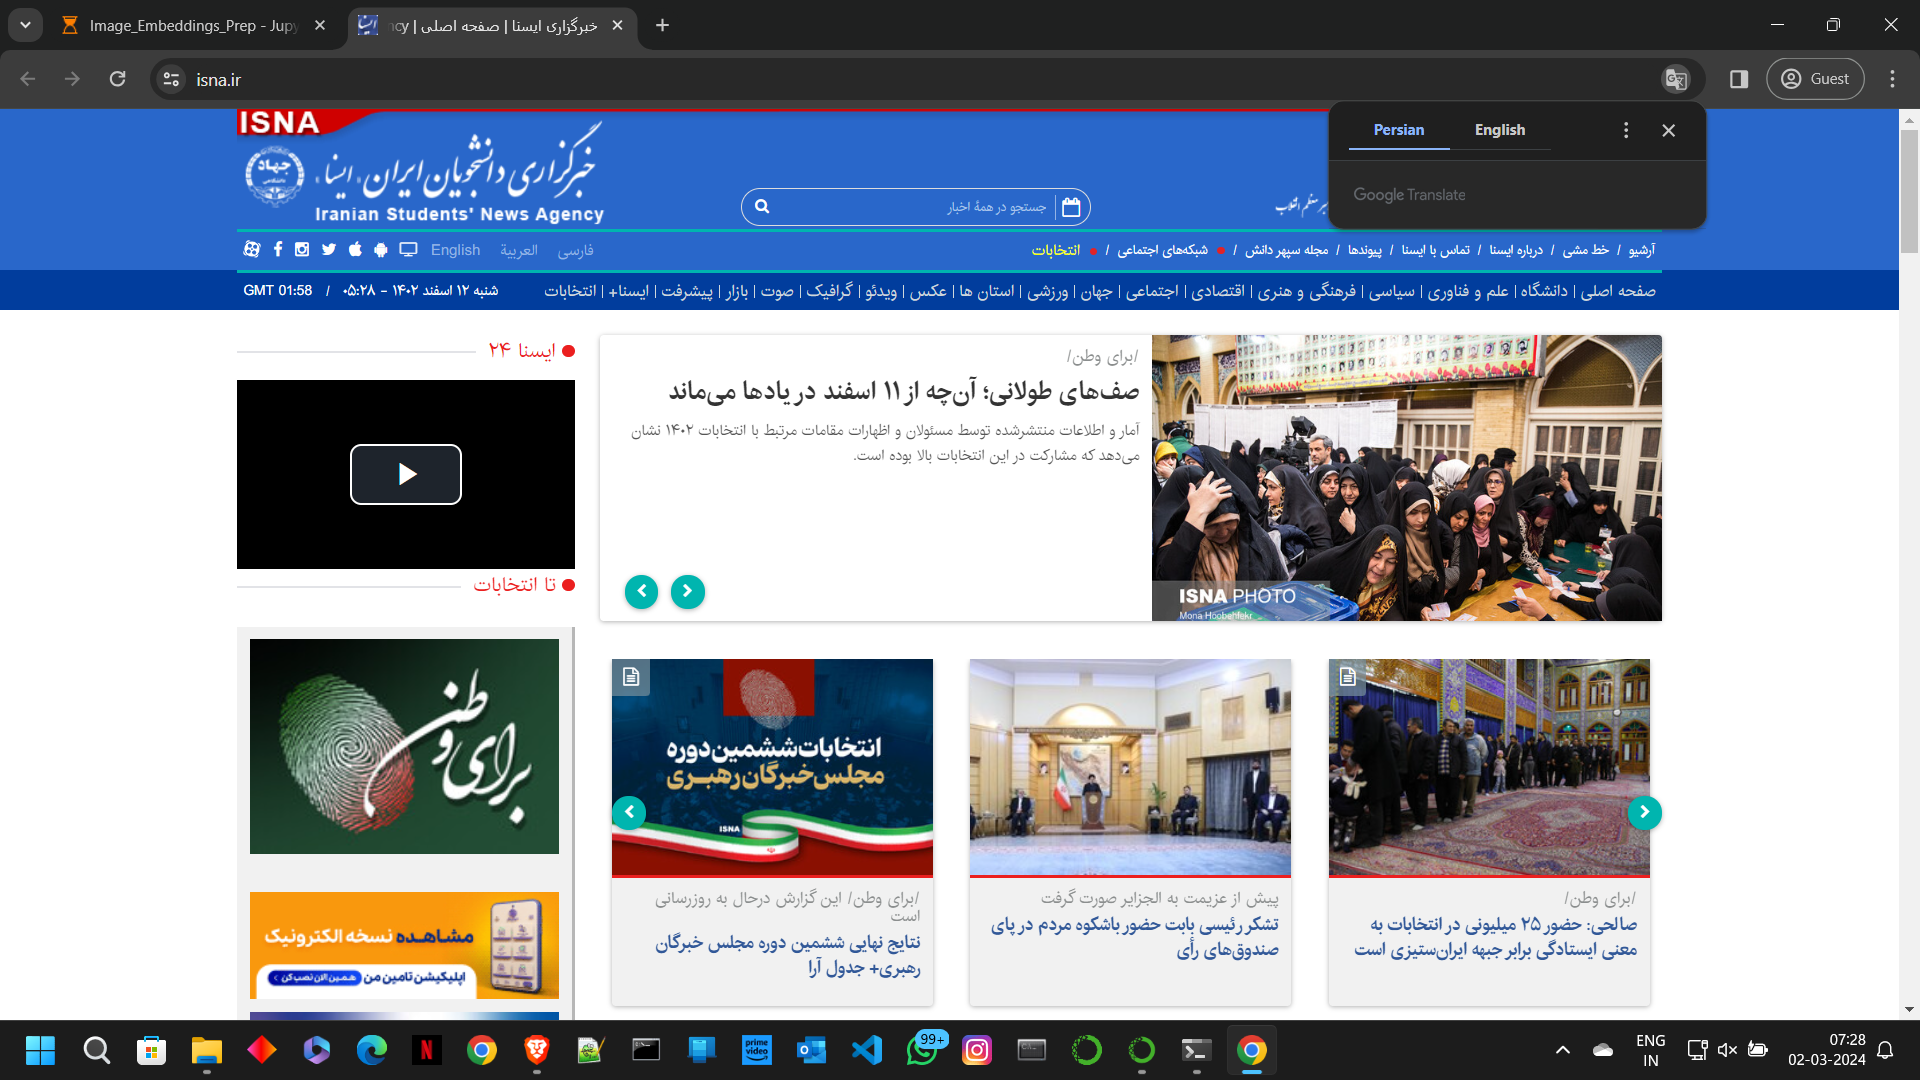 Image_Embeddings_Prep - Jupy
خبرگزاری ایسنا | صفحه اصلی | ncy
isna.ir
Guest
Persian English
Google Translate
ISNA
خبرگزاری دانشجویان ایران «ایسنا»
جهاد
Iranian Students' News Agency
جستجو در همهٔ اخبار
آرشیو / خط مشی / درباره ایسنا / تماس با ایسنا / پیوندها / مجله سپهر دانش / شبکه‌های اجتماعی / انتخابات
فارسی العربية English
صفحه اصلی | دانشگاه | علم و فناوری | سیاسی | فرهنگی و هنری | اقتصادی | اجتماعی | جهان | ورزشی | استان ها | عکس | ویدئو | گرافیک | صوت | بازار | پیشرفت | ایسنا+ | انتخابات
شنبه ۱۲ اسفند ۱۴۰۲ - ۰۵:۲۸ / GMT 01:58
/برای وطن/
صف‌های طولانی؛ آن‌چه از ۱۱ اسفند در یادها می‌ماند
آمار و اطلاعات منتشرشده توسط مسئولان و اظهارات مقامات مرتبط با انتخابات ۱۴۰۲ نشان
می‌دهد که مشارکت در این انتخابات بالا بوده است.
ISNA PHOTO
Mona Hoobehfekr
ایسنا ۲۴
تا انتخابات
برای وطن
مشاهده نسخه الکترونیک
اپلیکیشن تامین من همین الان نصب کن
/برای وطن/
صالحی: حضور ۲۵ میلیونی در انتخابات به
معنی ایستادگی برابر جبهه ایران‌ستیزی است
پیش از عزیمت به الجزایر صورت گرفت
تشکر رئیسی بابت حضور باشکوه مردم در پای
صندوق‌های رأی
انتخابات ششمین دوره
مجلس خبرگان رهبری
ISNA
/برای وطن/ این گزارش درحال به روزرسانی
است
نتایج نهایی ششمین دوره مجلس خبرگان
رهبری+ جدول آرا
99+
prime
video
ENG
IN
07:28
02-03-2024